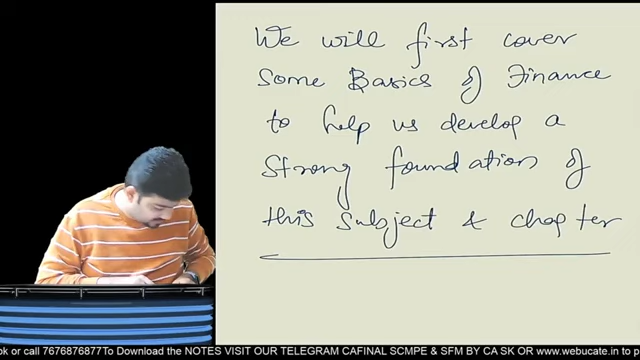 We will first cover
Some Basics of Finance
to help us develop a
Strong foundation of
this subject & chapter
ok or call 7676876877To Download the NOTES VISIT OUR TELEGRAM CAFINAL SCMPE & SFM BY CA SK OR www.webucate.in to p